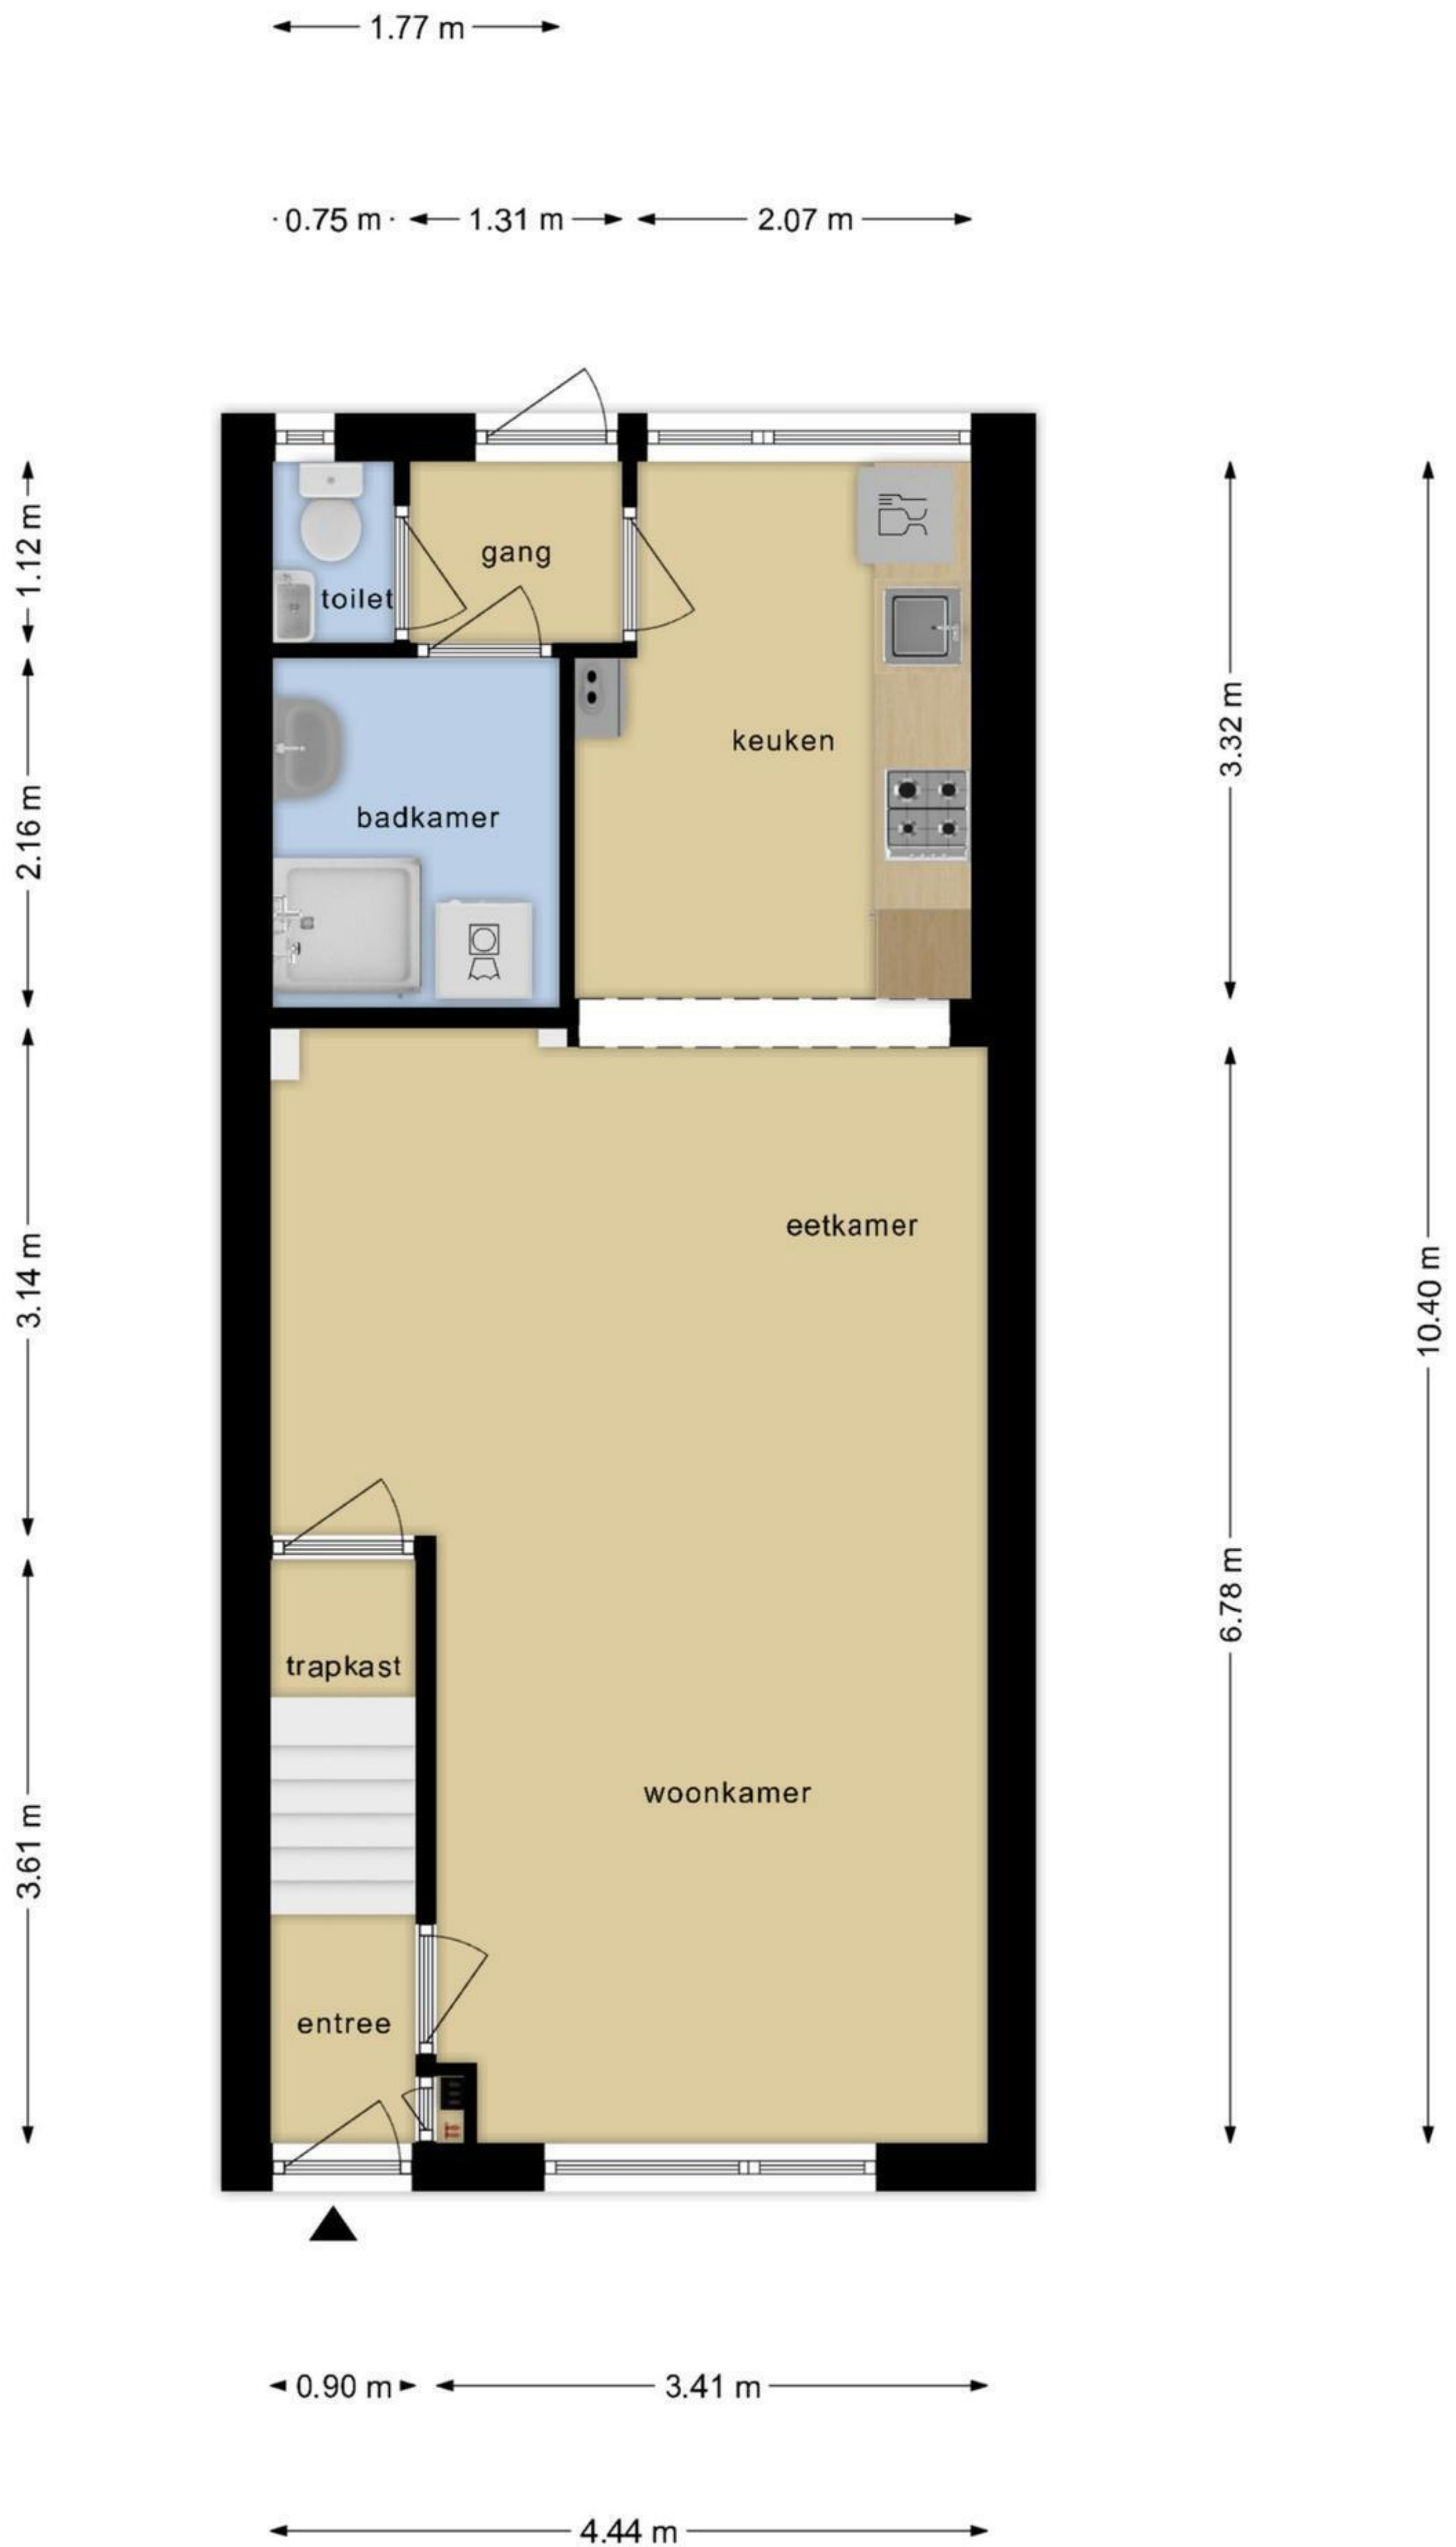 1.77 m
0.75 m
1.31 m
2.07 m
1.12 m
gang
toilet
3.32 m
keuken
2.16 m
badkamer
eetkamer
3.14 m
10.40 m
6.78 m
trapkast
woonkamer
3.61 m
entree
0.90 m
3.41 m
4.44 m